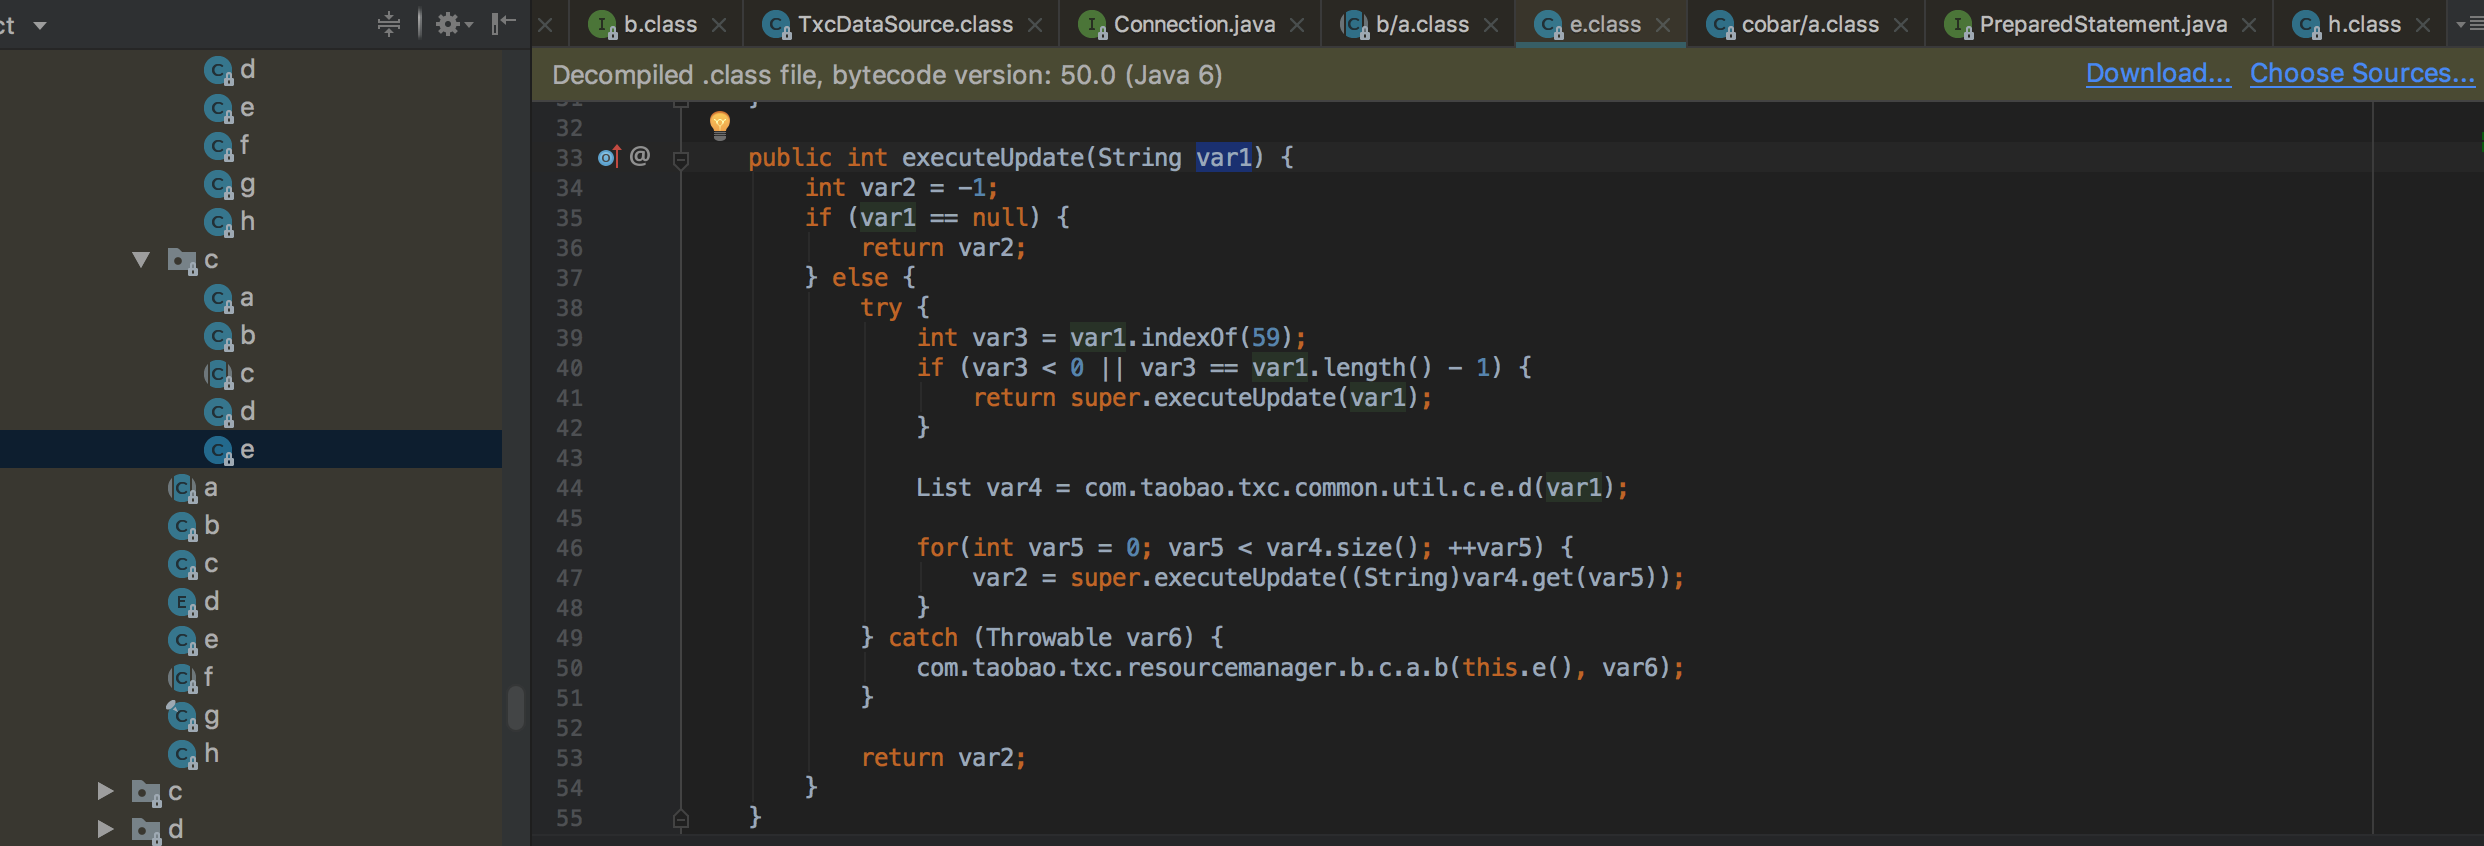 ct
b.class
TxcDataSource.class
Connection.java
b/a.class
e.class
cobar/a.class
PreparedStatement.java
h.class
Decompiled .class file, bytecode version: 50.0 (Java 6)
Download...
Choose Sources...
d
e
f
g
h
c
a
b
c
d
e
a
b
c
d
e
f
g
h
c
d
31 }
32
33 @ public int executeUpdate(String var1) {
34 int var2 = -1;
35 if (var1 == null) {
36 return var2;
37 } else {
38 try {
39 int var3 = var1.indexOf(59);
40 if (var3 < 0 || var3 == var1.length() - 1) {
41 return super.executeUpdate(var1);
42 }
43
44 List var4 = com.taobao.txc.common.util.c.e.d(var1);
45
46 for(int var5 = 0; var5 < var4.size(); ++var5) {
47 var2 = super.executeUpdate((String)var4.get(var5));
48 }
49 } catch (Throwable var6) {
50 com.taobao.txc.resourcemanager.b.c.a.b(this.e(), var6);
51 }
52
53 return var2;
54 }
55 }